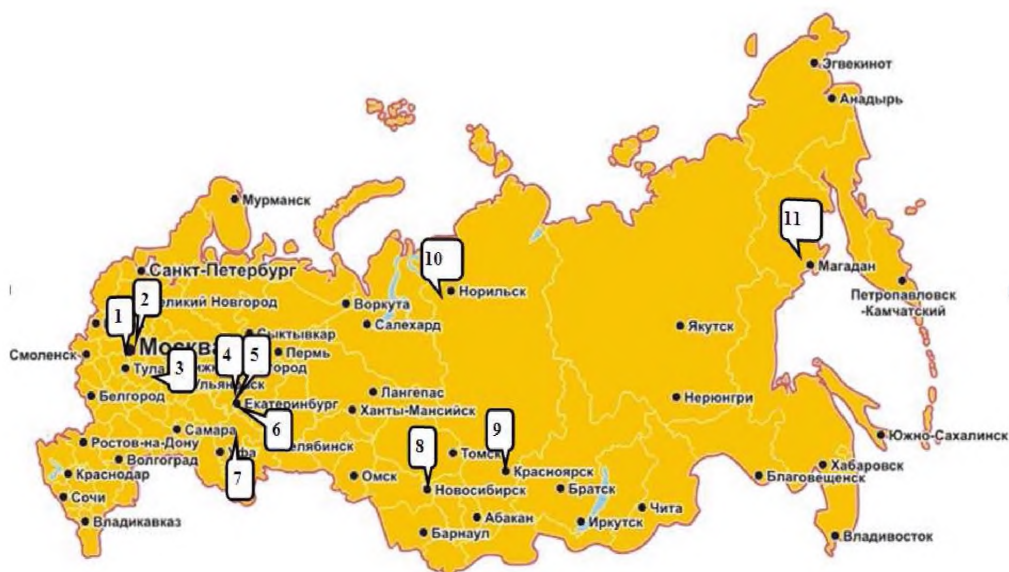 Эгвекинот
Анадырь
Мурманск
11
10
Магадан
Санкт-Петербург
Норильск
Петропавловск
-Камчатский
2
1
Воркута
Салехард
Якутск
Сыктывкар
Москва
4
5
Смоленск
Пермь
3
Тула
Лангепас
Нерюнгри
Белгород
Екатеринбург
Ханты-Мансийск
6
9
8
Самара
Южно-Сахалинск
Ростов-на-Дону
Уфа
Томск
Волгоград
Хабаровск
7
Краснодар
Омск
Красноярск
Благовещенск
Новосибирск
Братск
Сочи
Чита
Абакан
Иркутск
Владикавказ
Барнаул
Владивосток